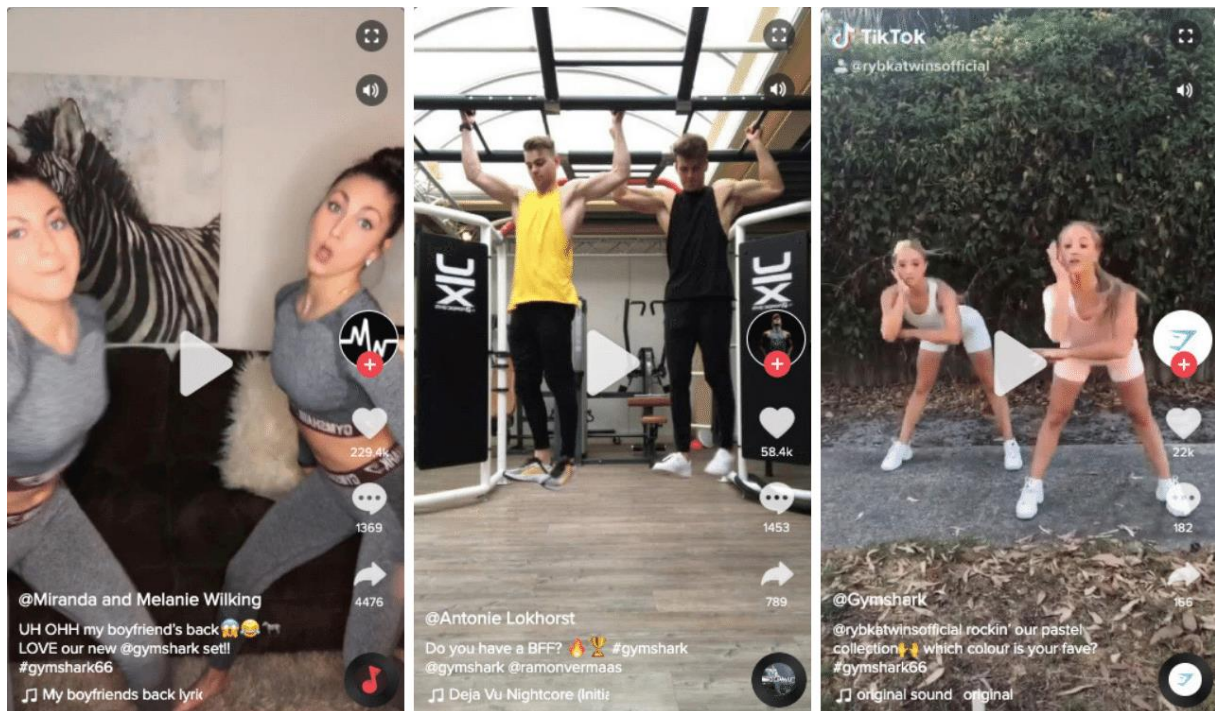 GYMSHARK
229.4k
1369
4476
@Miranda and Melanie Wilking
UH OHH my boyfriend's back😱😂🐄
LOVE our new @gymshark set!!
#gymshark66
My boyfriends back lyric
58.4k
1453
789
@Antonie Lokhorst
Do you have a BFF? 🔥🏆 #gymshark
@gymshark @ramonvermaas
Deja Vu Nightcore (Initia
TikTok
@rybkatwinsofficial
22k
182
166
@Gymshark
@rybkatwinsofficial rockin' our pastel
collection🙌 which colour is your fave?
#gymshark66
original sound   original